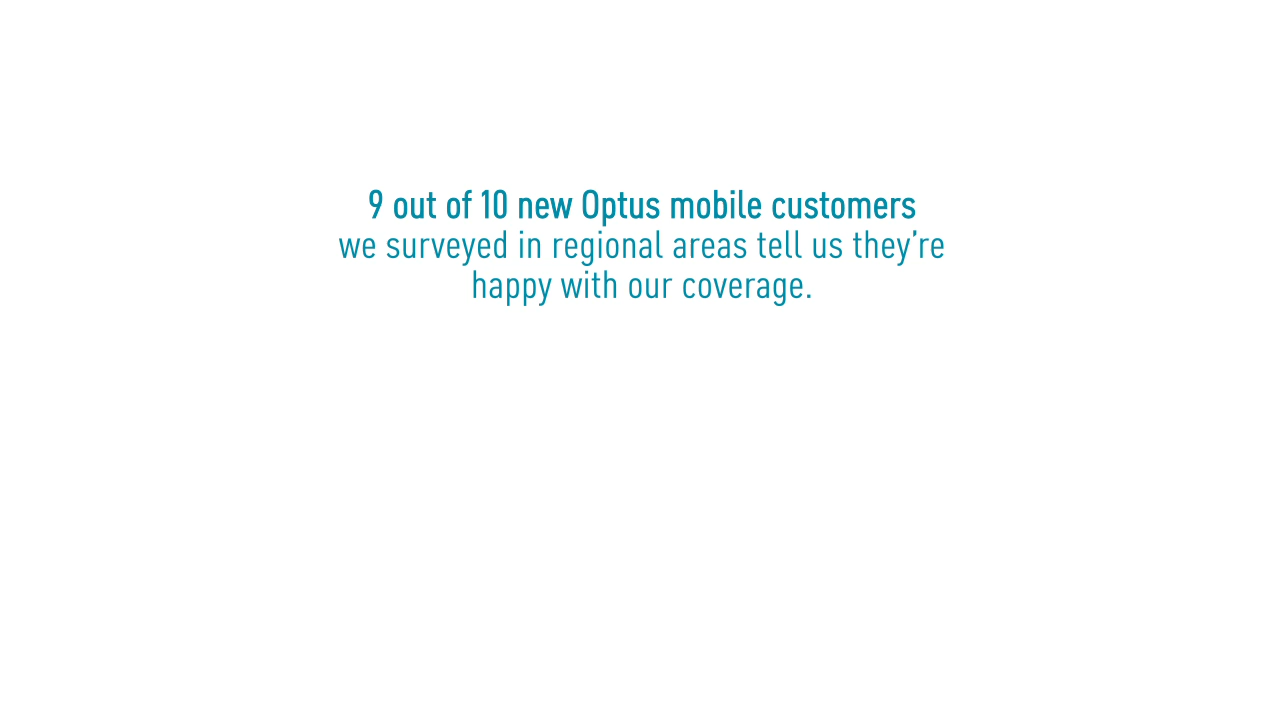 9 out of 10 new Optus mobile customers
we surveyed in regional areas tell us they’re
happy with our coverage.